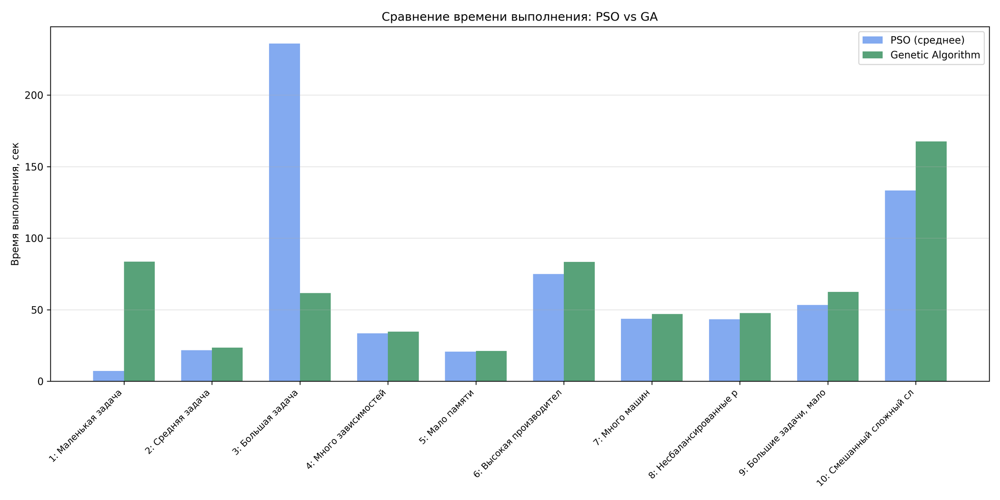 Сравнение времени выполнения: PSO vs GA
PSO (среднее)
Genetic Algorithm
Время выполнения, сек
200
150
100
50
0
1: Маленькая задача
2: Средняя задача
3: Большая задача
4: Много зависимостей
5: Мало памяти
6: Высокая производител
7: Много машин
8: Несбалансированные р
9: Большие задачи, мало
10: Смешанный сложный сл